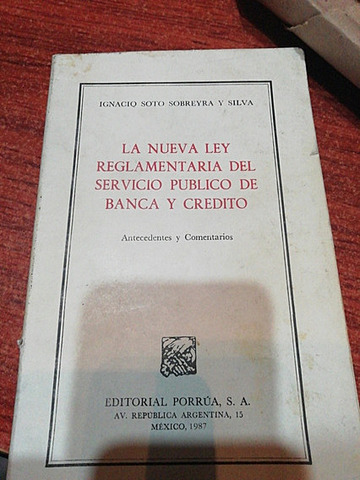 IGNACIO SOTO SOBREYRA Y SILVA
LA NUEVA LEY
REGLAMENTARIA DEL
SERVICIO PUBLICO DE
BANCA Y CREDITO
Antecedentes y Comentarios
EDITORIAL PORRÚA, S. A.
AV. REPÚBLICA ARGENTINA, 15
MÉXICO, 1987